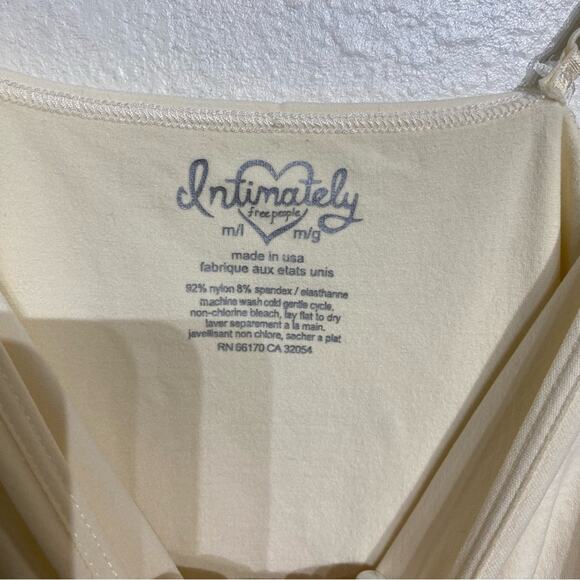 Intimately
free people
m/l m/g
made in usa
fabrique aux etats unis
92% nylon 8% spandex / elasthanne
machine wash cold gentle cycle,
non-chlorine bleach, lay flat to dry
laver separement a la main,
javellisant non chlore, sacher a plat
RN 66170 CA 32054